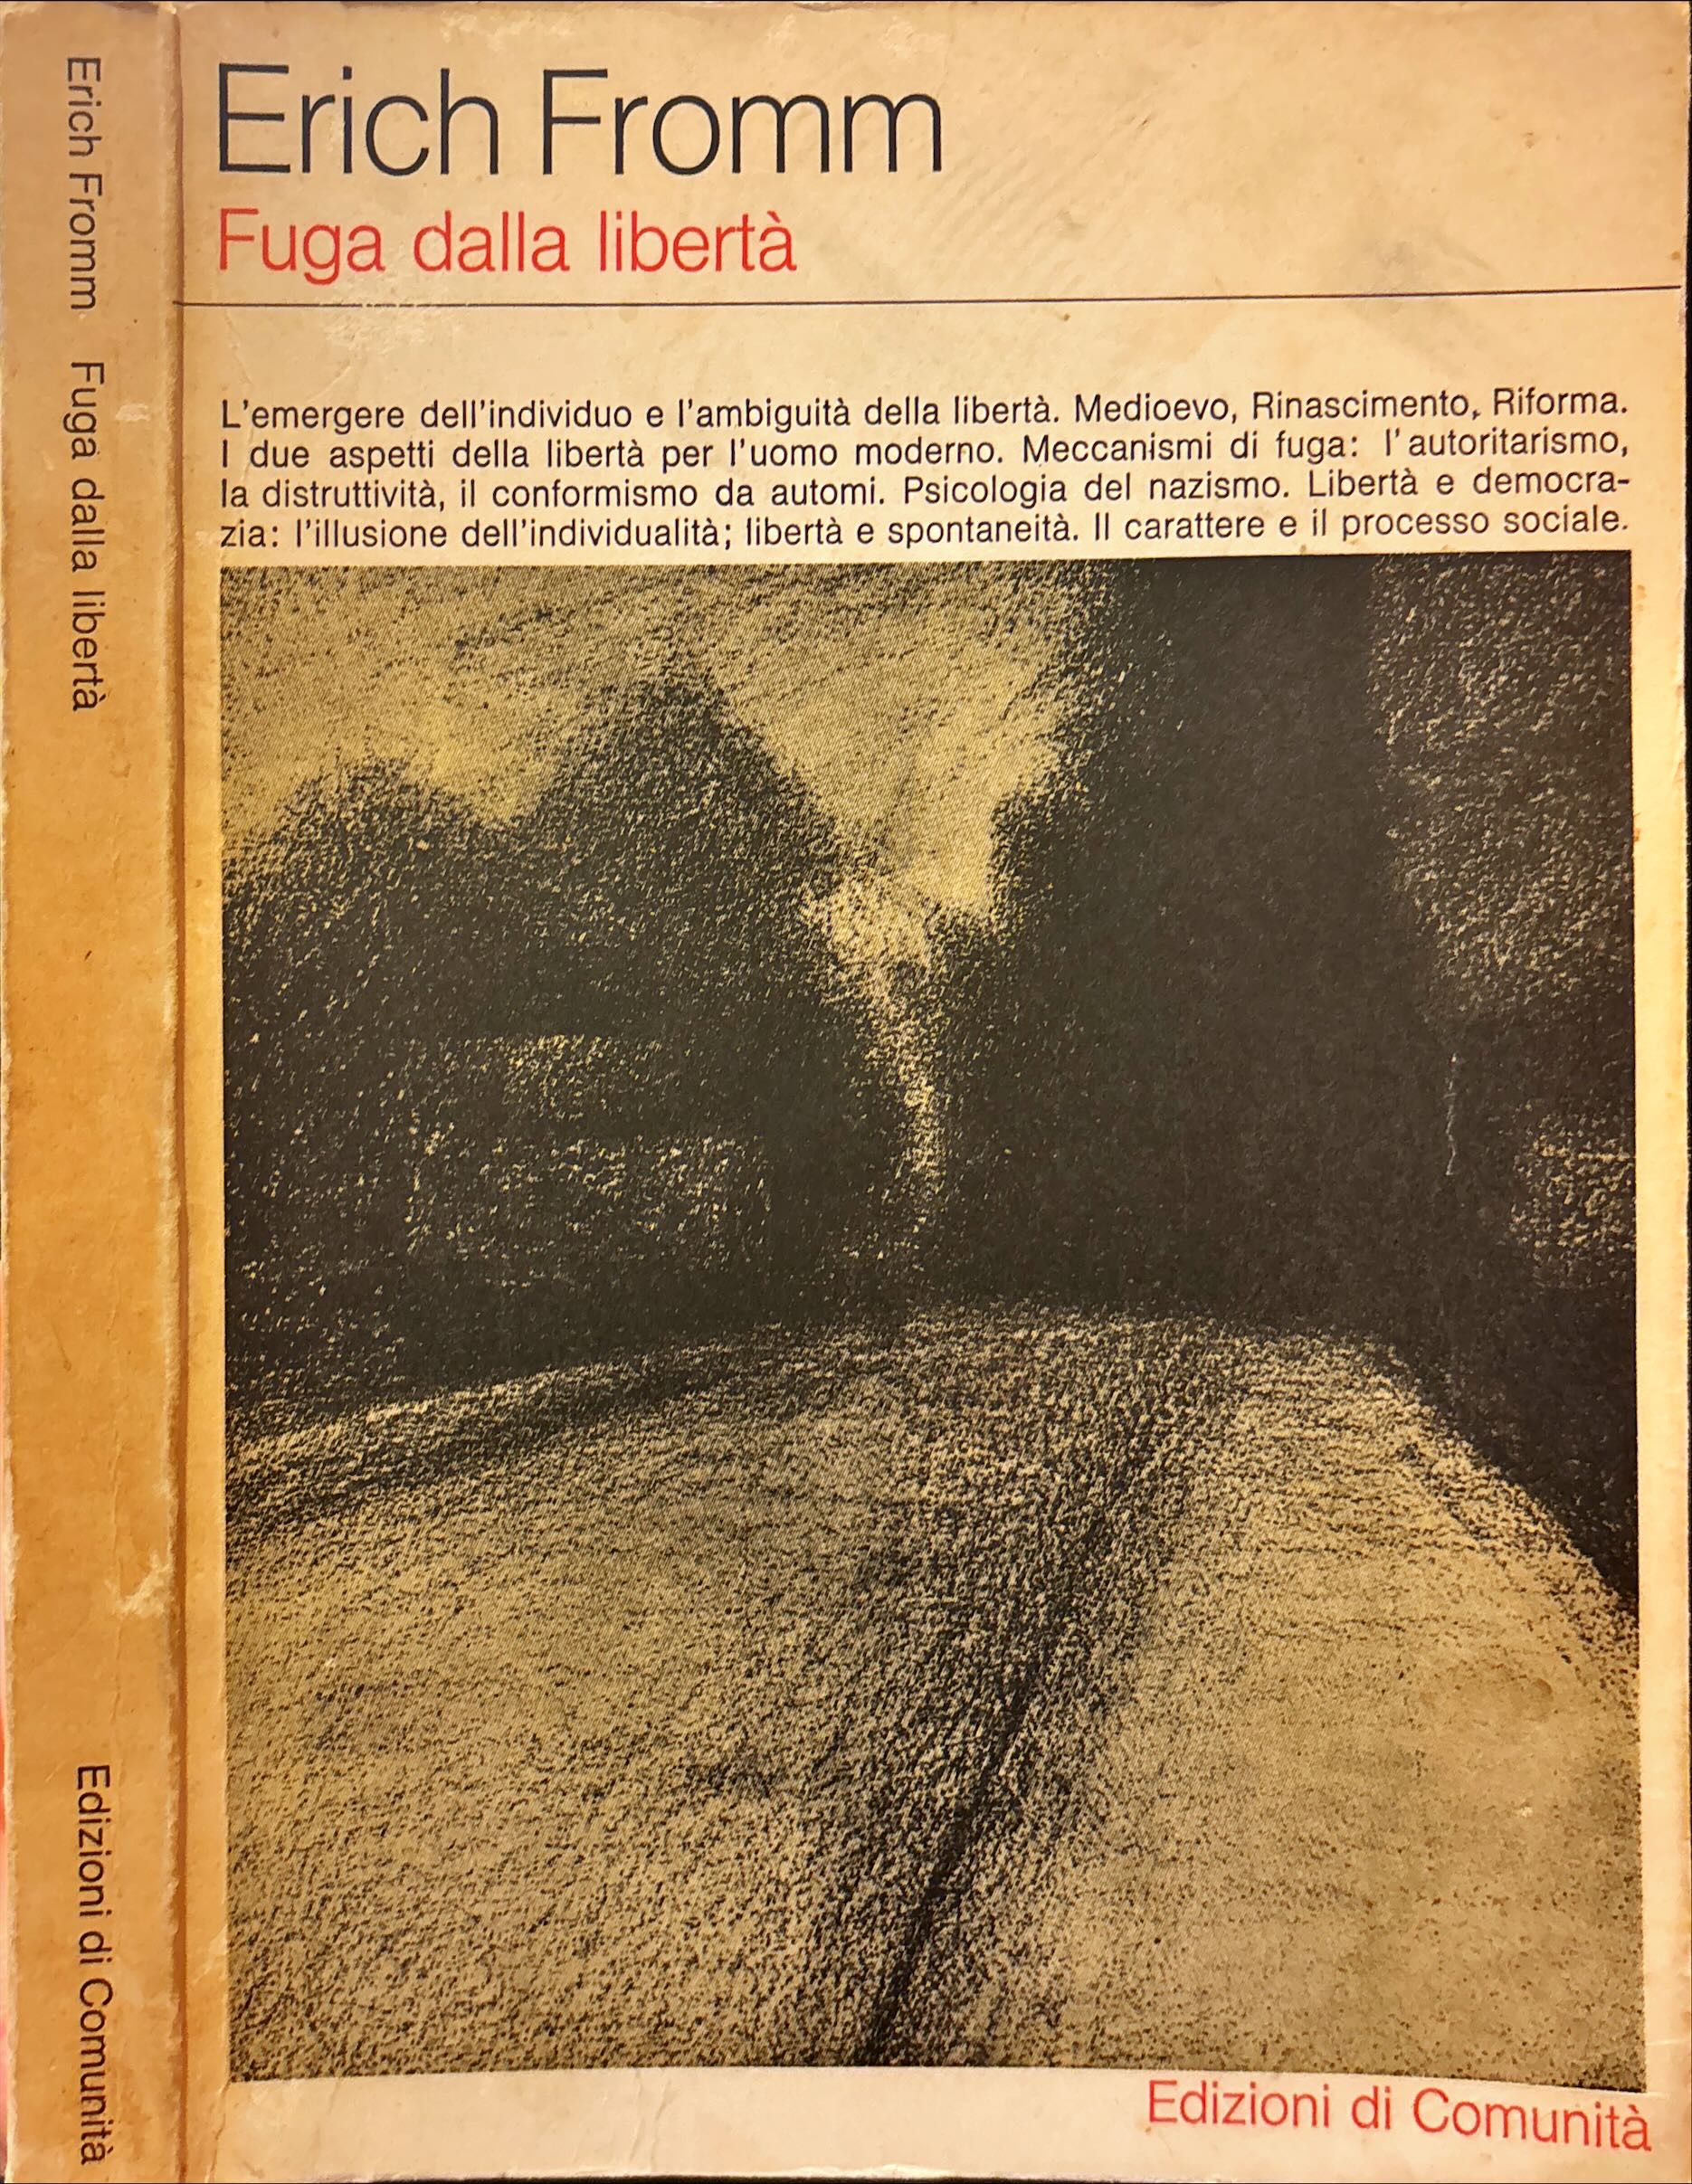 Erich Fromm Fuga dalla libertà Edizioni di Comunità
Erich Fromm
Fuga dalla libertà
L'emergere dell'individuo e l'ambiguità della libertà. Medioevo, Rinascimento, Riforma.
I due aspetti della libertà per l'uomo moderno. Meccanismi di fuga: l'autoritarismo,
la distruttività, il conformismo da automi. Psicologia del nazismo. Libertà e democra-
zia: l'illusione dell'individualità; libertà e spontaneità. Il carattere e il processo sociale.
Edizioni di Comunità